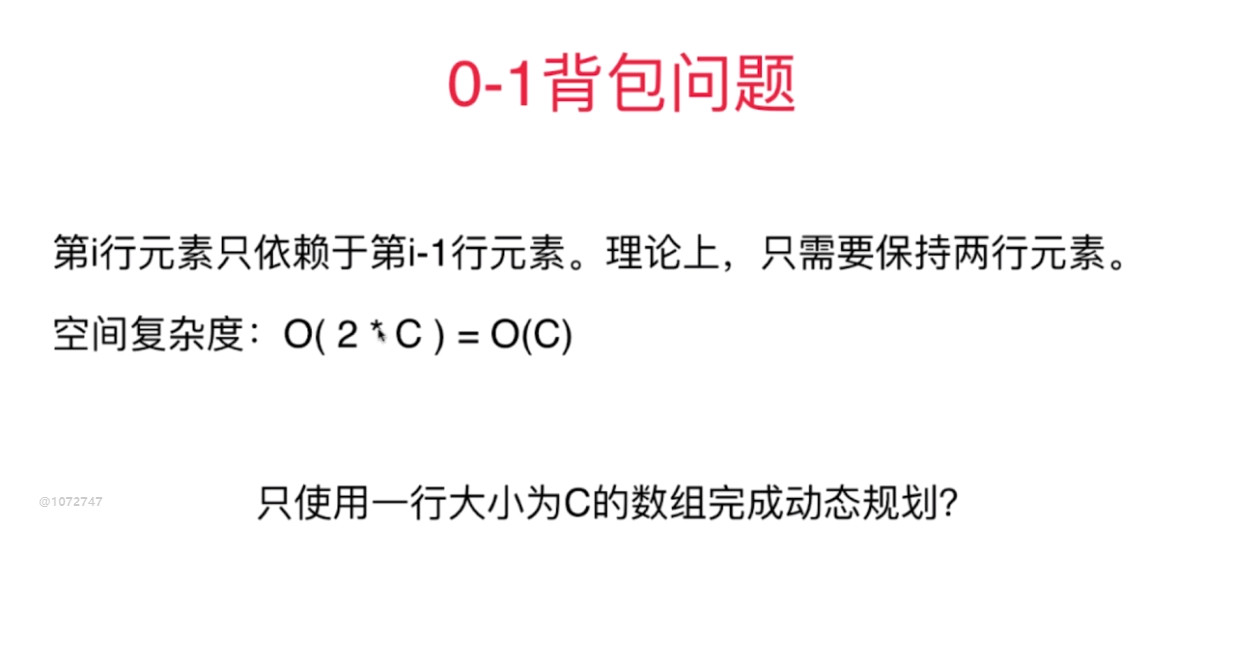 0-1背包问题
第i行元素只依赖于第i-1行元素。理论上，只需要保持两行元素。
空间复杂度：O( 2 * C ) = O(C)
@1072747
只使用一行大小为C的数组完成动态规划？